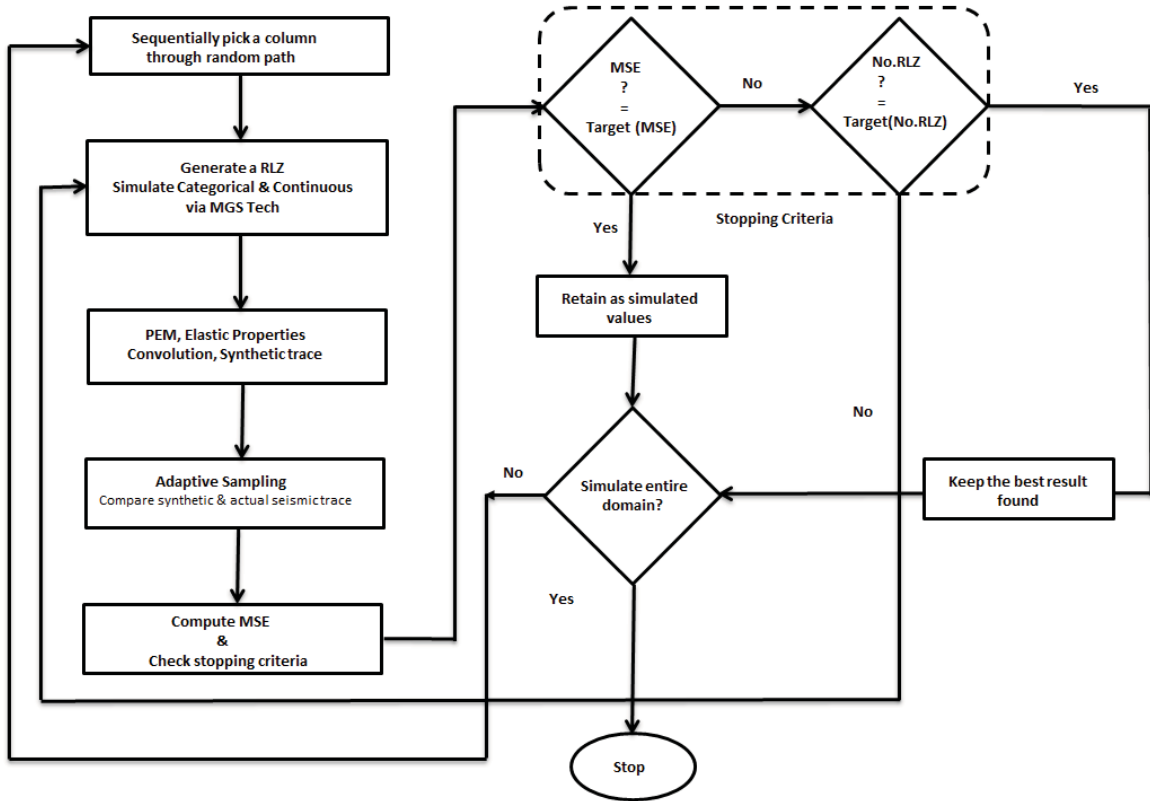 Sequentially pick a column
through random path
Generate a RLZ
Simulate Categorical & Continuous
via MGS Tech
PEM, Elastic Properties
Convolution, Synthetic trace
Adaptive Sampling
Compare synthetic & actual seismic trace
Compute MSE
&
Check stopping criteria
MSE
?
=
Target (MSE)
No
No.RLZ
?
=
Target(No.RLZ)
Yes
Stopping Criteria
Yes
Retain as simulated
values
No
Keep the best result
found
Simulate entire
domain?
No
Yes
Stop